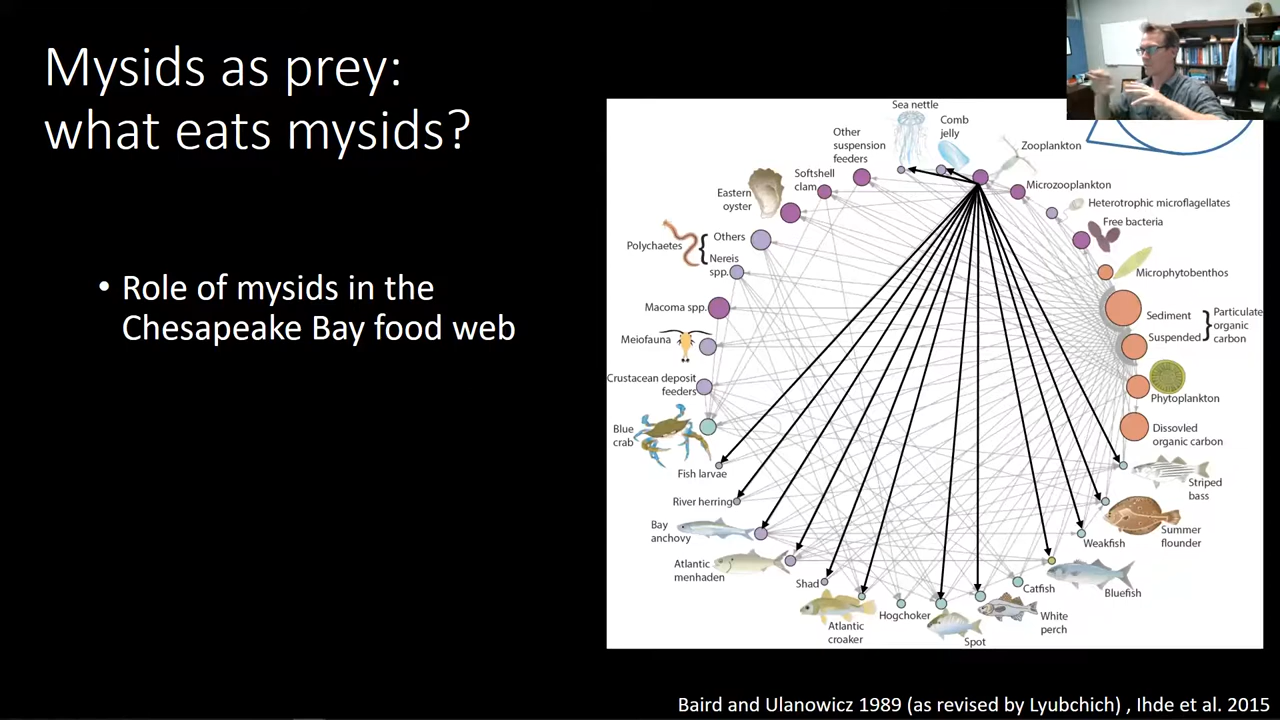 Mysids as prey:
what eats mysids?
• Role of mysids in the
Chesapeake Bay food web
Sea nettle
Comb
jelly
Zooplankton
Other
suspension
feeders
Softshell
clam
Microzooplankton
Eastern
oyster
Heterotrophic microflagellates
Free bacteria
Polychaetes { Others
Nereis
spp.
Microphytobenthos
Macoma spp.
Sediment
Suspended
} Particulate
organic
carbon
Meiofauna
Crustacean deposit
feeders
Phytoplankton
Blue
crab
Dissovled
organic carbon
Fish larvae
Striped
bass
River herring
Bay
anchovy
Summer
flounder
Weakfish
Atlantic
menhaden
Shad
Catfish
Bluefish
Atlantic
croaker
Hogchoker
Spot
White
perch
Baird and Ulanowicz 1989 (as revised by Lyubchich) , Ihde et al. 2015